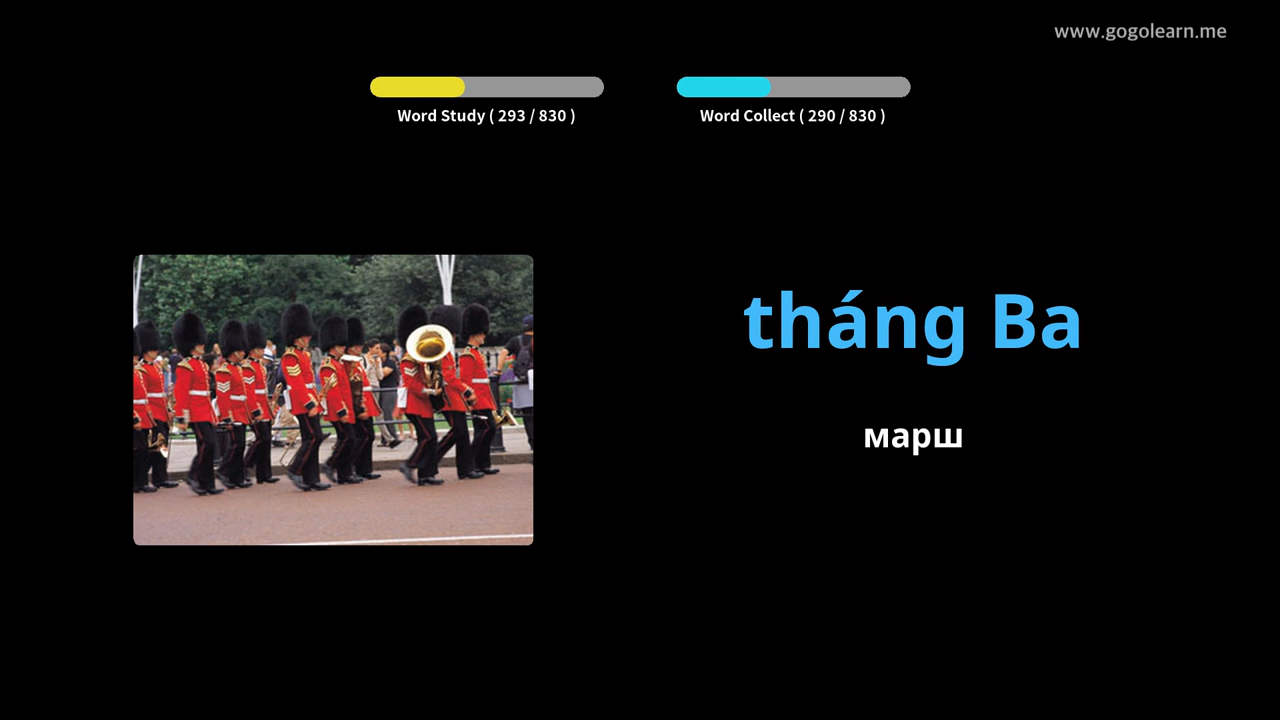 www.gogolearn.me
Word Study ( 293 / 830 )
Word Collect ( 290 / 830 )
tháng Ba
марш